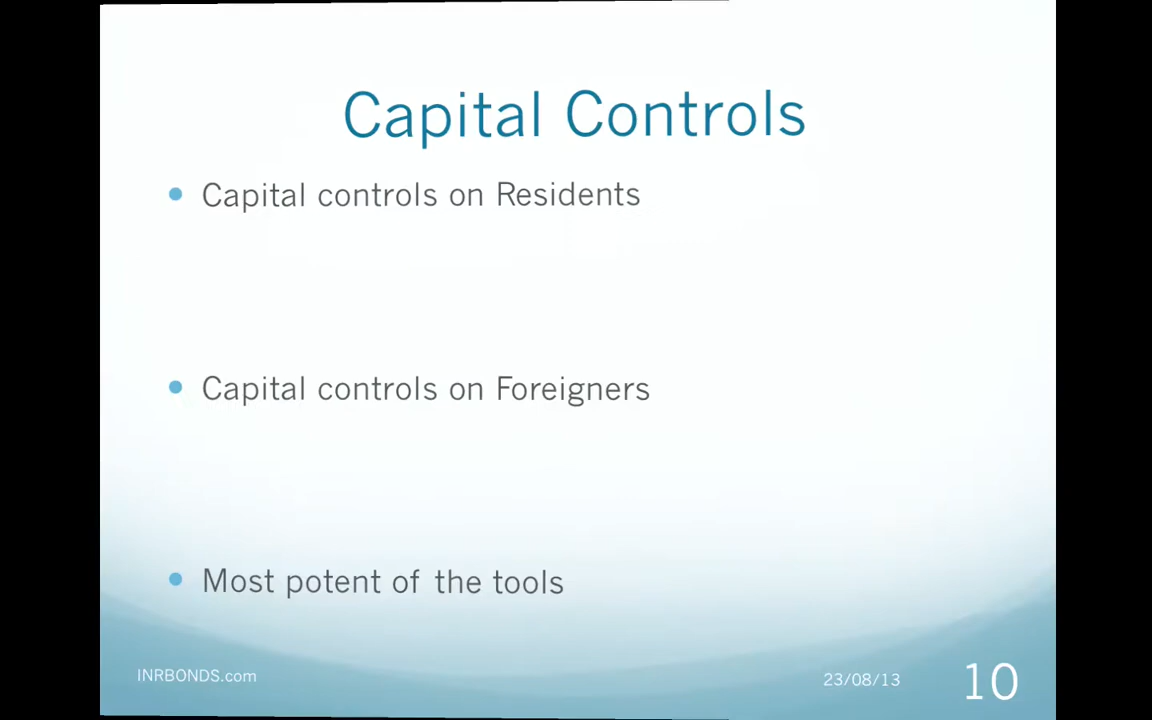 Capital Controls
• Capital controls on Residents
• Capital controls on Foreigners
• Most potent of the tools
INRBONDS.com
23/08/13
10